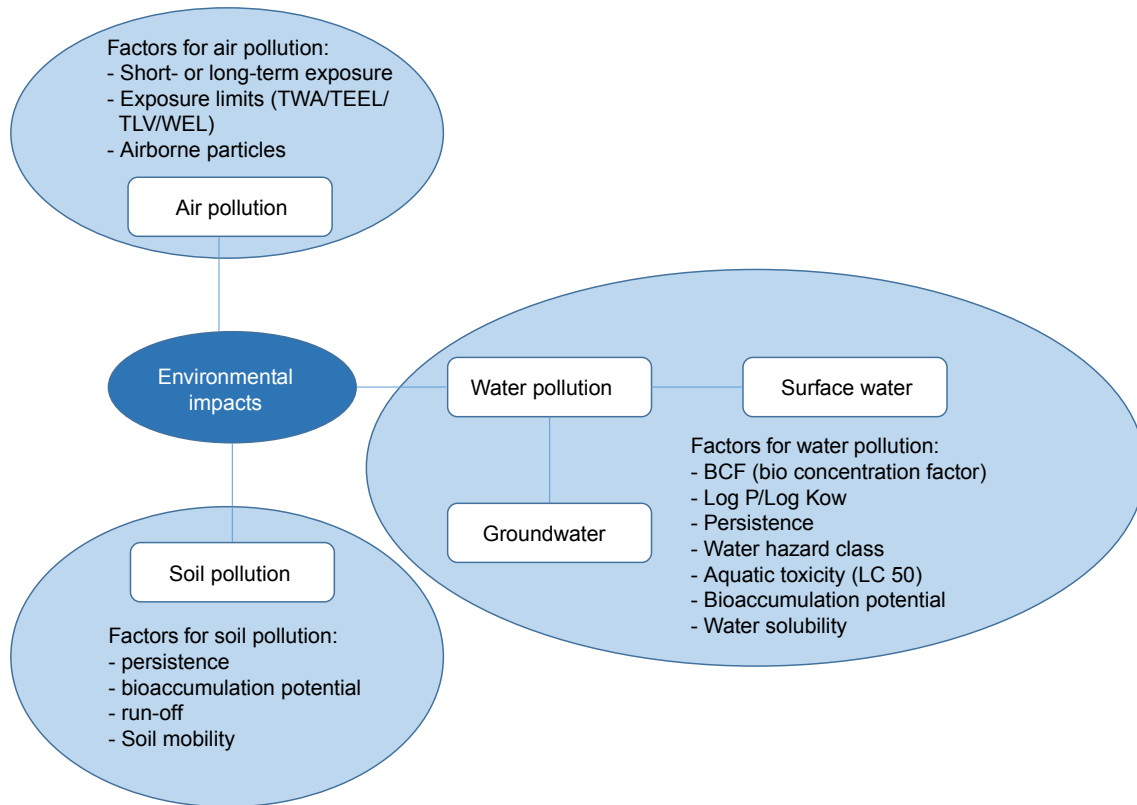 Factors for air pollution:
- Short- or long-term exposure
- Exposure limits (TWA/TEEL/
TLV/WEL)
- Airborne particles
Air pollution
Environmental
impacts
Water pollution
Surface water
Groundwater
Factors for water pollution:
- BCF (bio concentration factor)
- Log P/Log Kow
- Persistence
- Water hazard class
- Aquatic toxicity (LC 50)
- Bioaccumulation potential
- Water solubility
Soil pollution
Factors for soil pollution:
- persistence
- bioaccumulation potential
- run-off
- Soil mobility